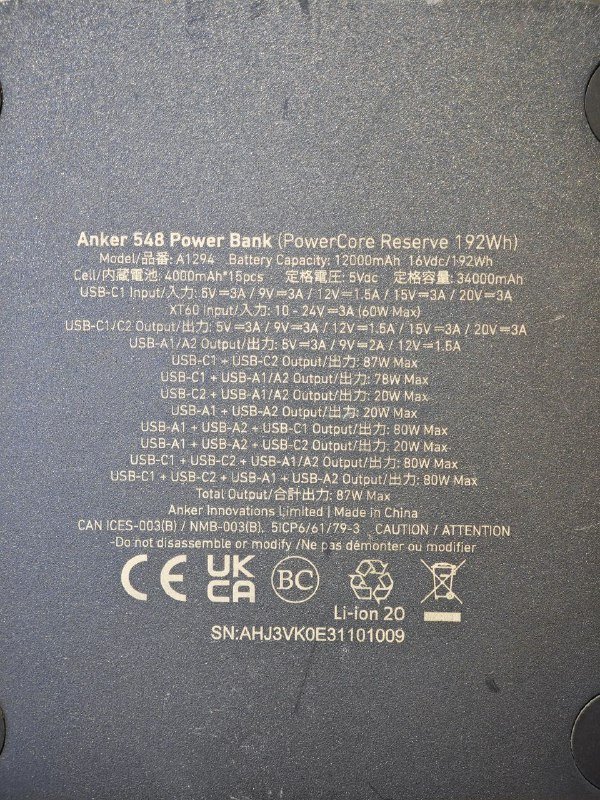 Anker 548 Power Bank (PowerCore Reserve 192Wh)
Model/品番: A1294 Battery Capacity: 12000mAh 16Vdc/192Wh
Cell/内蔵電池: 4000mAh*15pcs 定格電圧: 5Vdc 定格容量: 34000mAh
USB-C1 Input/入力: 5V⎓3A / 9V⎓3A / 12V⎓1.5A / 15V⎓3A / 20V⎓3A
XT60 Input/入力: 10 - 24V⎓3A (60W Max)
USB-C1/C2 Output/出力: 5V⎓3A / 9V⎓3A / 12V⎓1.5A / 15V⎓3A / 20V⎓3A
USB-A1/A2 Output/出力: 5V⎓3A / 9V⎓2A / 12V⎓1.5A
USB-C1 + USB-C2 Output/出力: 87W Max
USB-C1 + USB-A1/A2 Output/出力: 78W Max
USB-C2 + USB-A1/A2 Output/出力: 20W Max
USB-A1 + USB-A2 Output/出力: 20W Max
USB-A1 + USB-A2 + USB-C1 Output/出力: 80W Max
USB-A1 + USB-A2 + USB-C2 Output/出力: 20W Max
USB-C1 + USB-C2 + USB-A1/A2 Output/出力: 80W Max
USB-C1 + USB-C2 + USB-A1 + USB-A2 Output/出力: 80W Max
Total Output/合計出力: 87W Max
Anker Innovations Limited | Made in China
CAN ICES-003(B) / NMB-003(B). 5ICP6/61/79-3 CAUTION / ATTENTION
-Do not disassemble or modify /Ne pas démonter ou modifier
CE UK CA BC
Li-ion 20
SN:AHJ3VK0E31101009